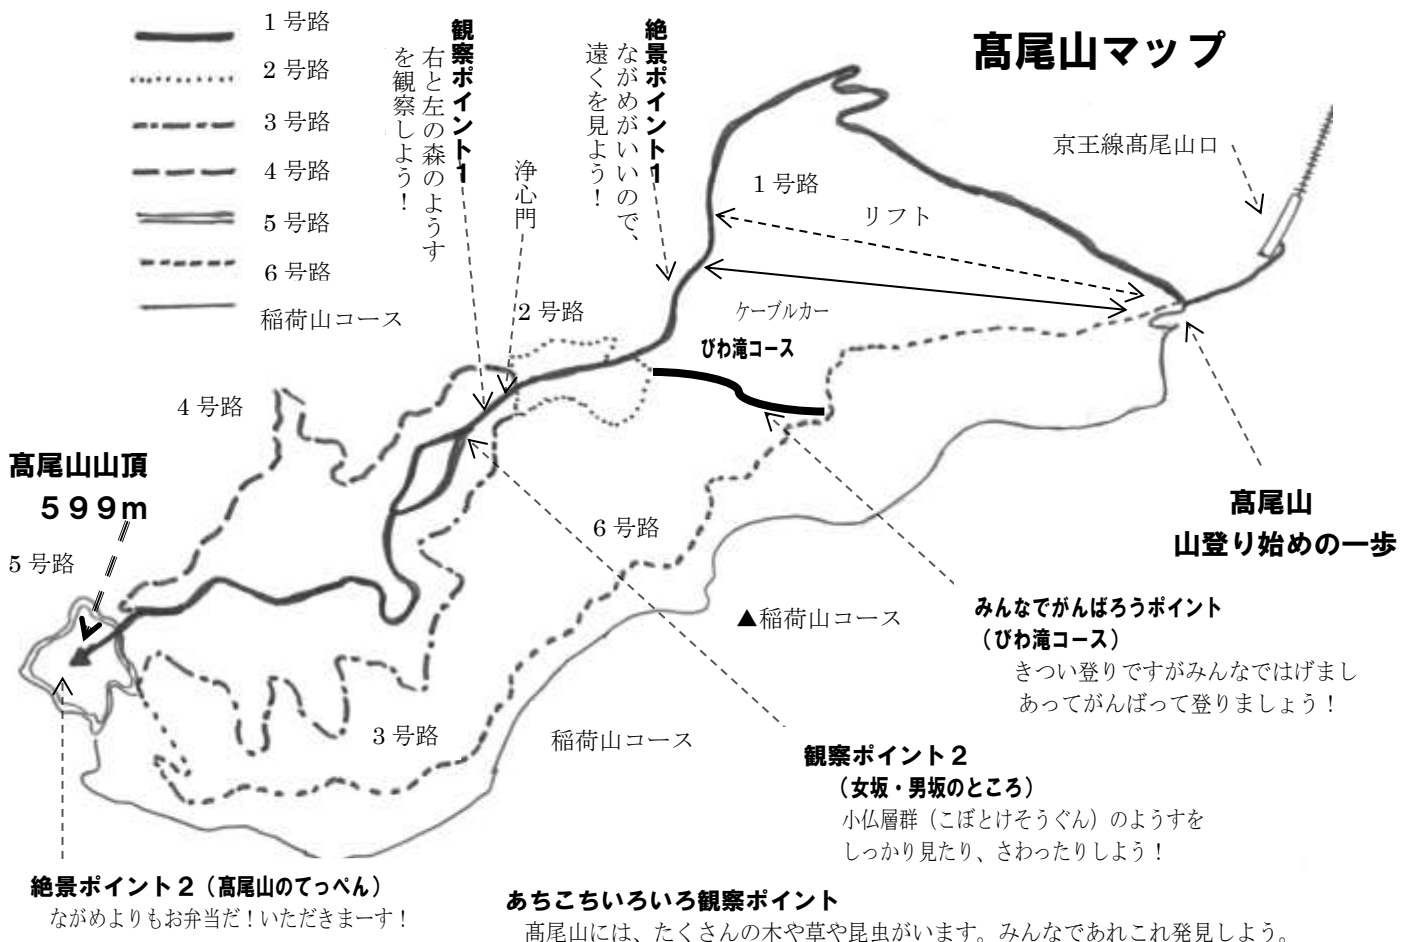 髙尾山マップ
1 号路
2 号路
3 号路
4 号路
5 号路
6 号路
稲荷山コース
観察ポイント1
右と左の森のようす
を観察しよう！
浄心門
絶景ポイント1
ながめがいいので、
遠くを見よう！
1 号路
リフト
京王線髙尾山口
ケーブルカー
2 号路
びわ滝コース
4 号路
髙尾山山頂
５９９ｍ
5 号路
6 号路
髙尾山
山登り始めの一歩
▲稲荷山コース
みんなでがんばろうポイント
（びわ滝コース）
きつい登りですがみんなではげまし
あってがんばって登りましょう！
3 号路
稲荷山コース
観察ポイント２
（女坂・男坂のところ）
小仏層群（こぼとけそうぐん）のようすを
しっかり見たり、さわったりしよう！
絶景ポイント２（髙尾山のてっぺん）
ながめよりもお弁当だ！いただきまーす！
あちこちいろいろ観察ポイント
髙尾山には、たくさんの木や草や昆虫がいます。みんなであれこれ発見しよう。